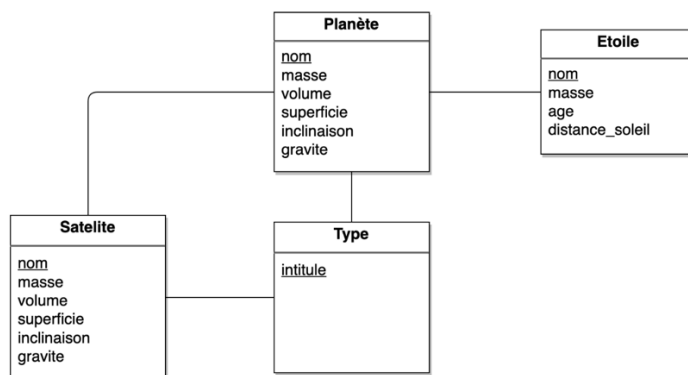 Planète
nom
masse
volume
superficie
inclinaison
gravite
Etoile
nom
masse
age
distance_soleil
Satelite
nom
masse
volume
superficie
inclinaison
gravite
Type
intitule